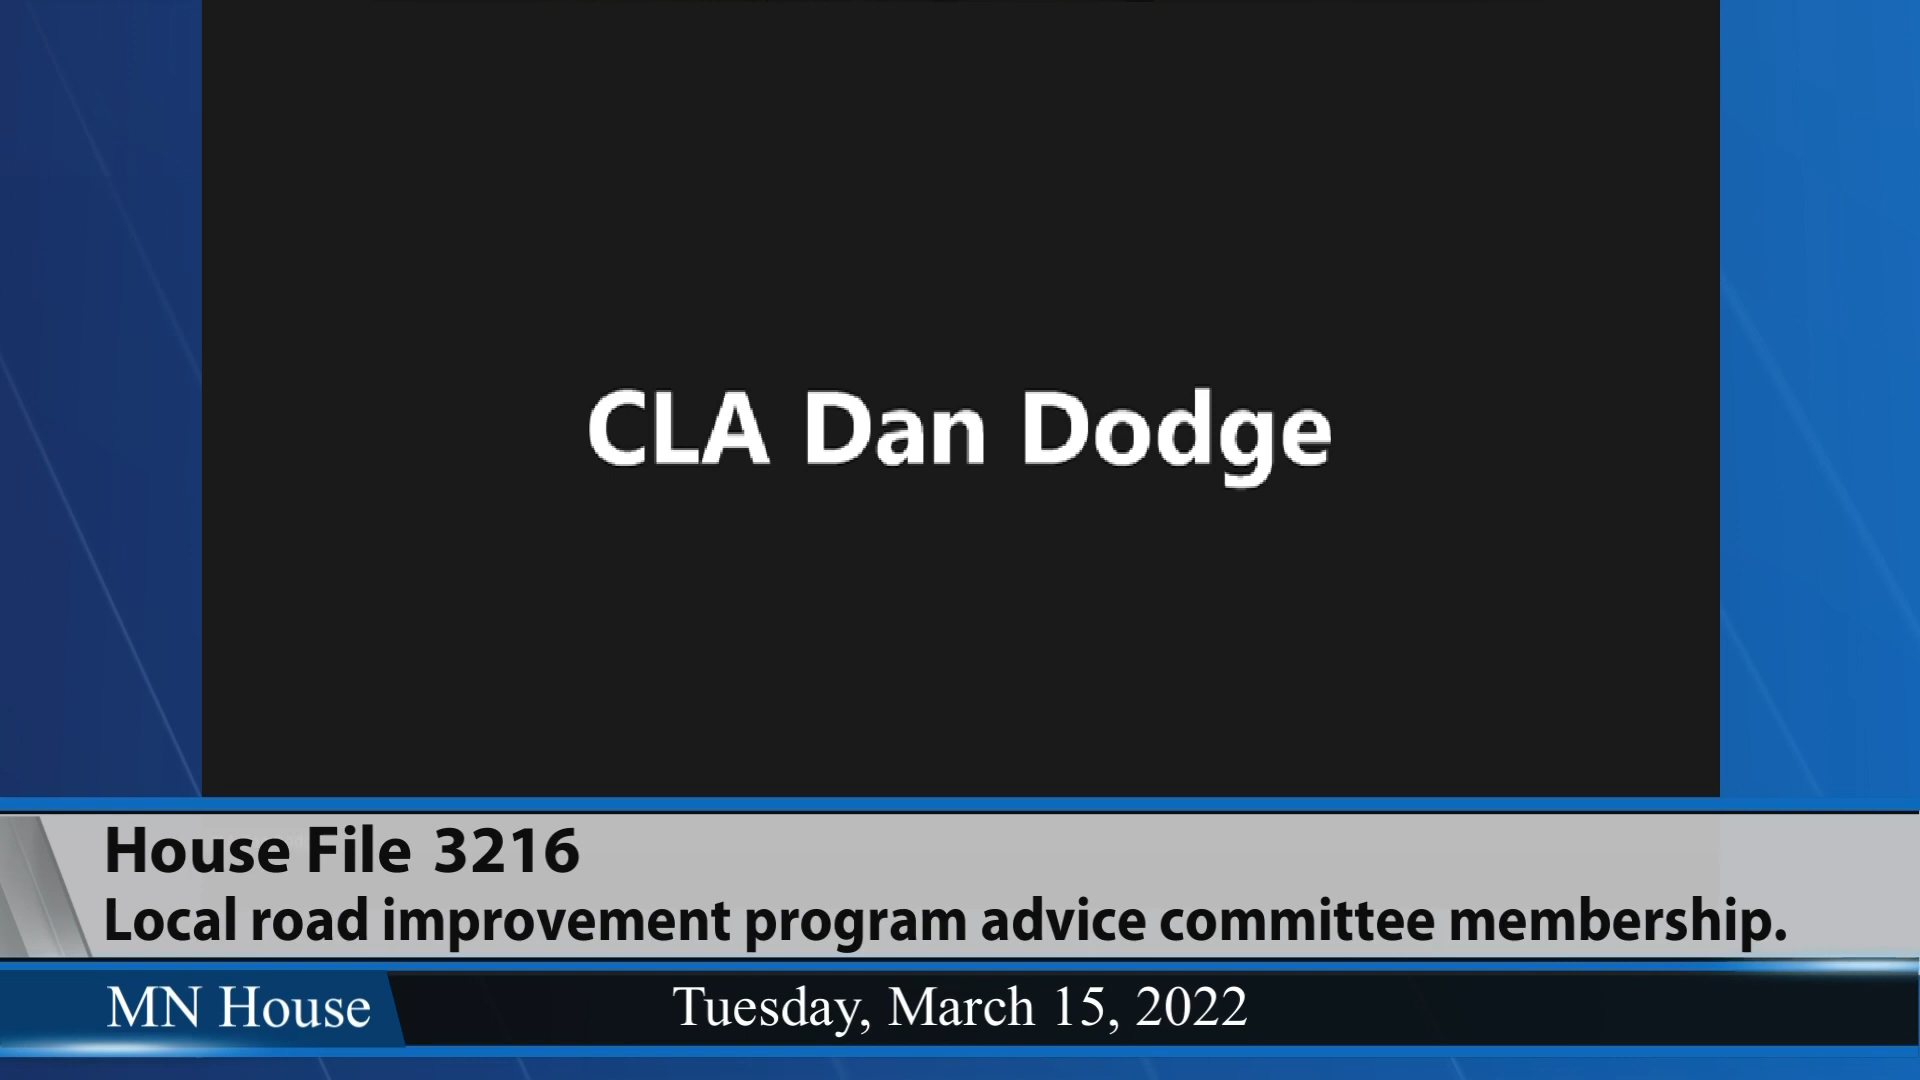 CLA Dan Dodge
House File 3216
Local road improvement program advice committee membership.
MN House
Tuesday, March 15, 2022